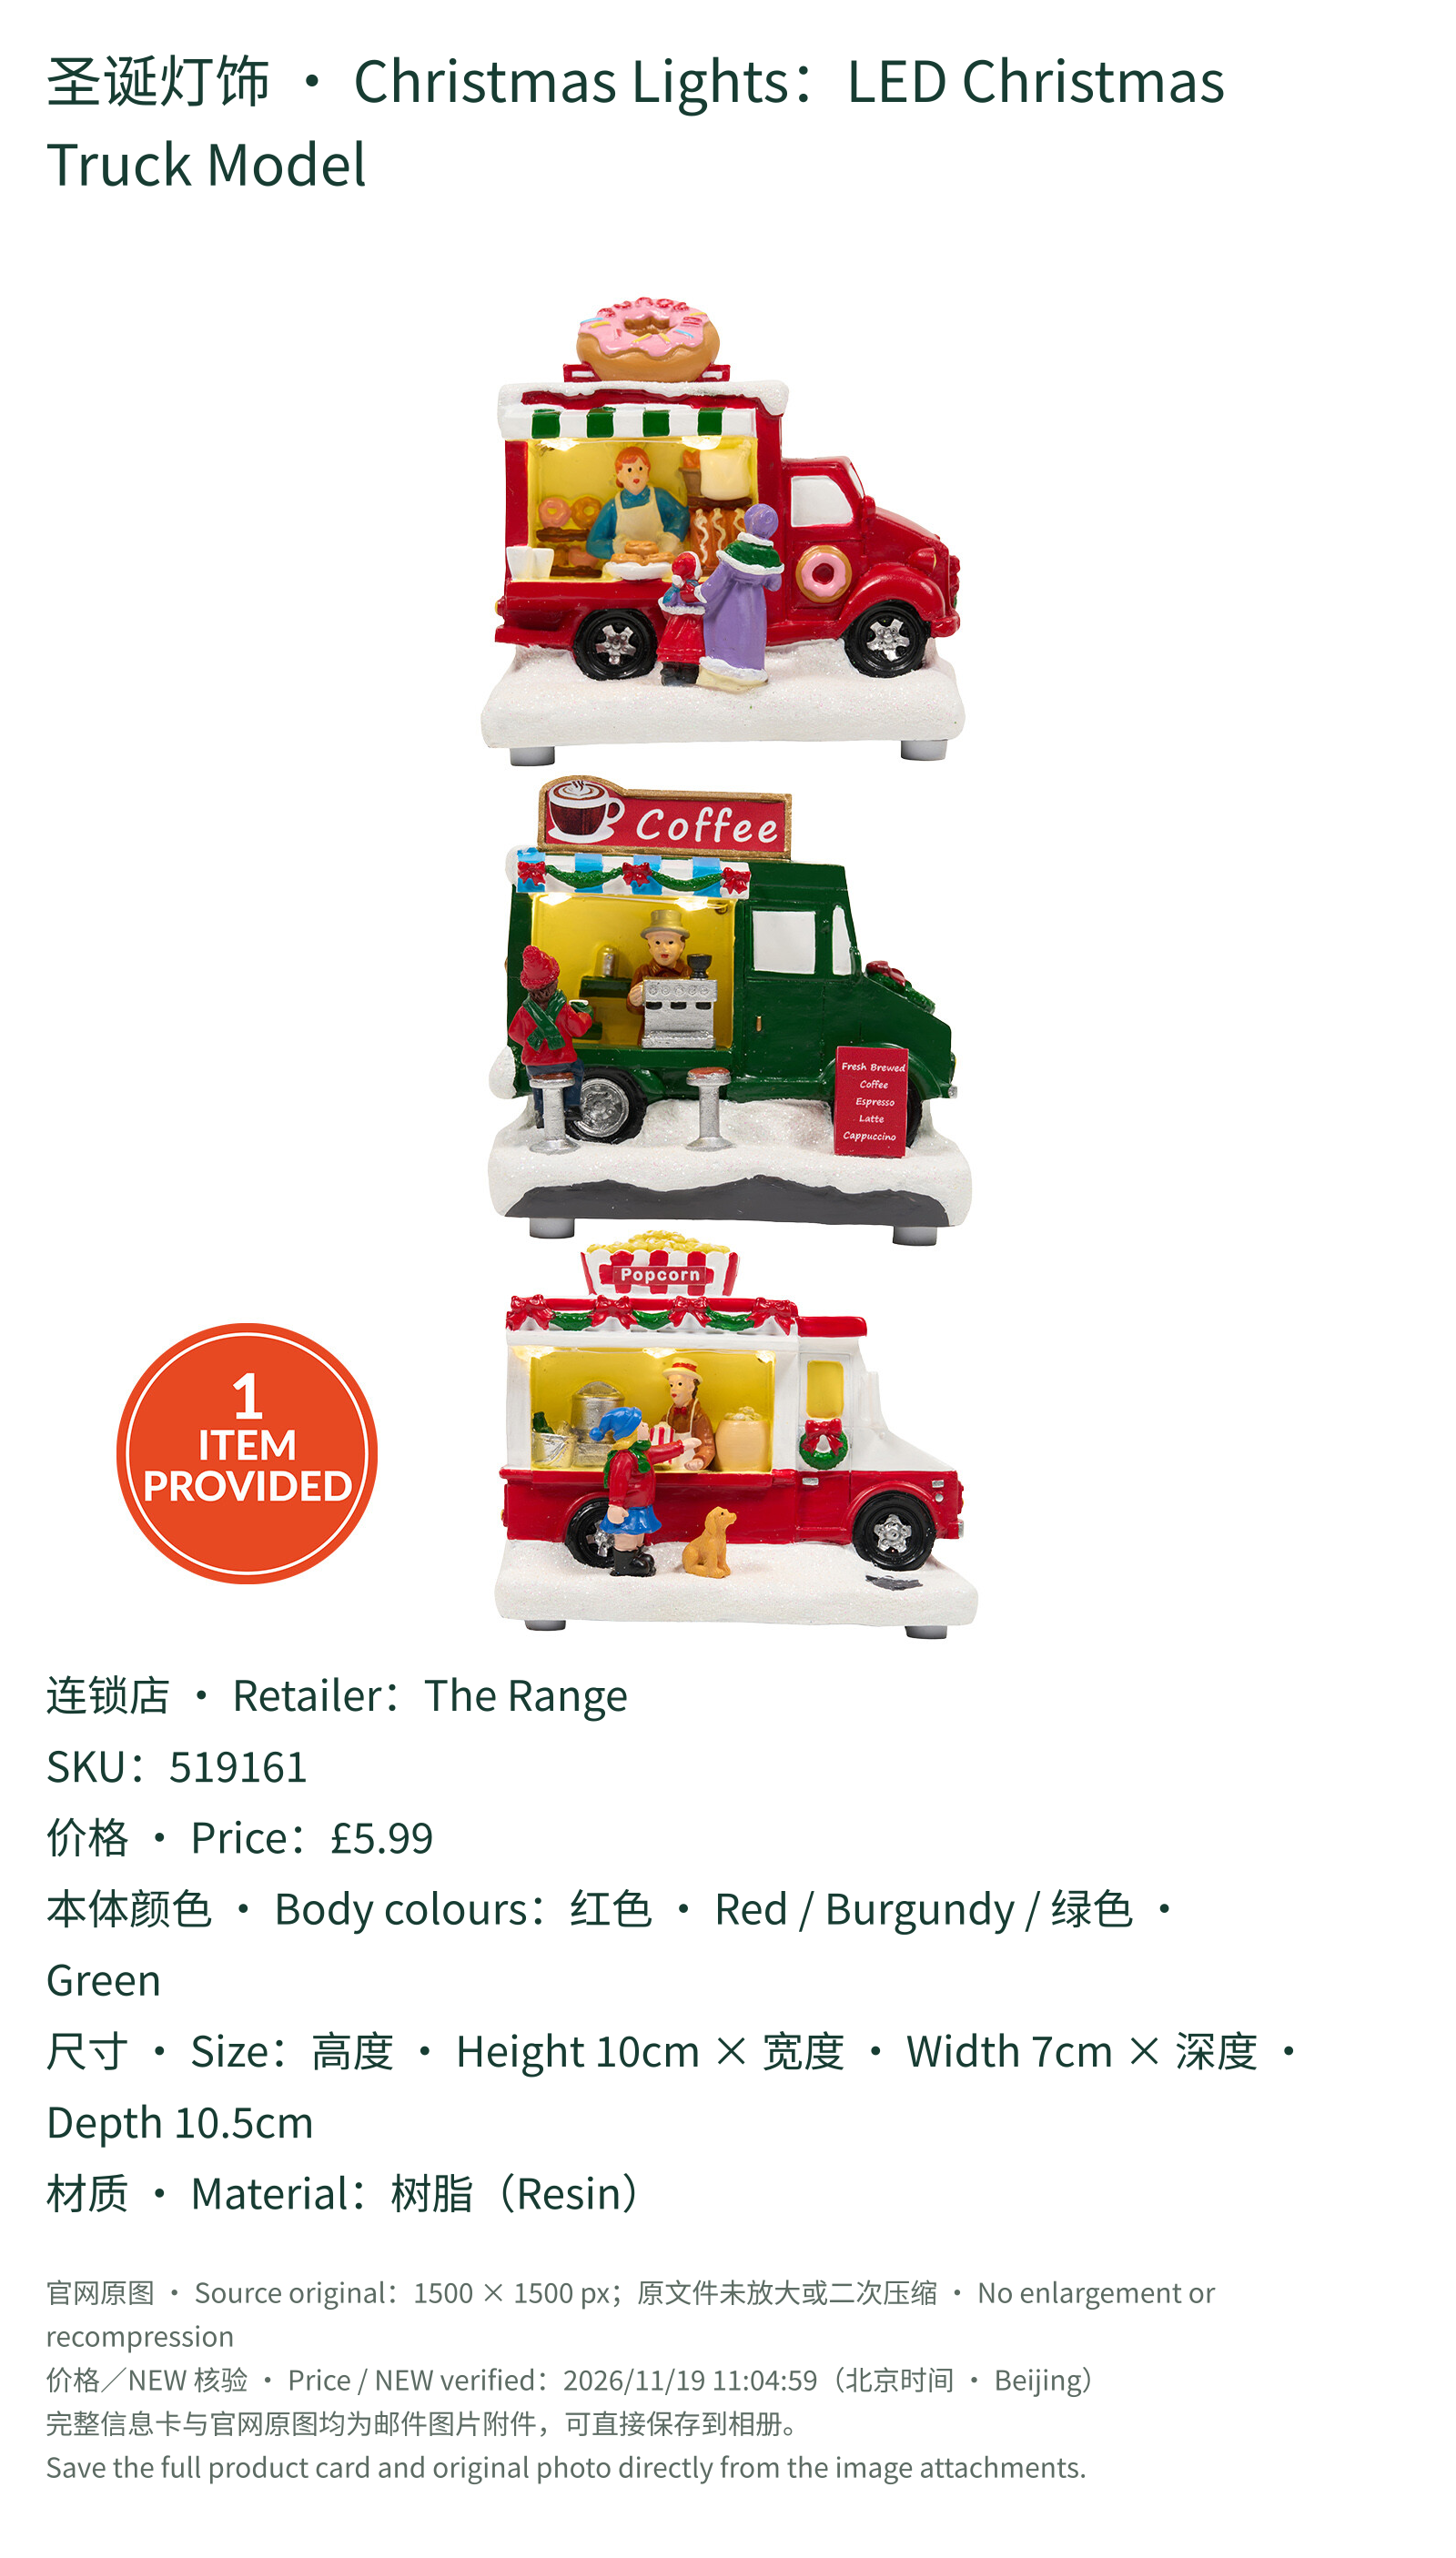 圣诞灯饰 · Christmas Lights：LED Christmas
Truck Model
Coffee
Fresh Brewed
Coffee
Espresso
Latte
Cappuccino
Popcorn
1
ITEM
PROVIDED
连锁店 · Retailer：The Range
SKU：519161
价格 · Price：£5.99
本体颜色 · Body colours：红色 · Red / Burgundy / 绿色 ·
Green
尺寸 · Size：高度 · Height 10cm × 宽度 · Width 7cm × 深度 ·
Depth 10.5cm
材质 · Material：树脂（Resin）
官网原图 · Source original：1500 × 1500 px；原文件未放大或二次压缩 · No enlargement or
recompression
价格／NEW 核验 · Price / NEW verified：2026/11/19 11:04:59（北京时间 · Beijing）
完整信息卡与官网原图均为邮件图片附件，可直接保存到相册。
Save the full product card and original photo directly from the image attachments.